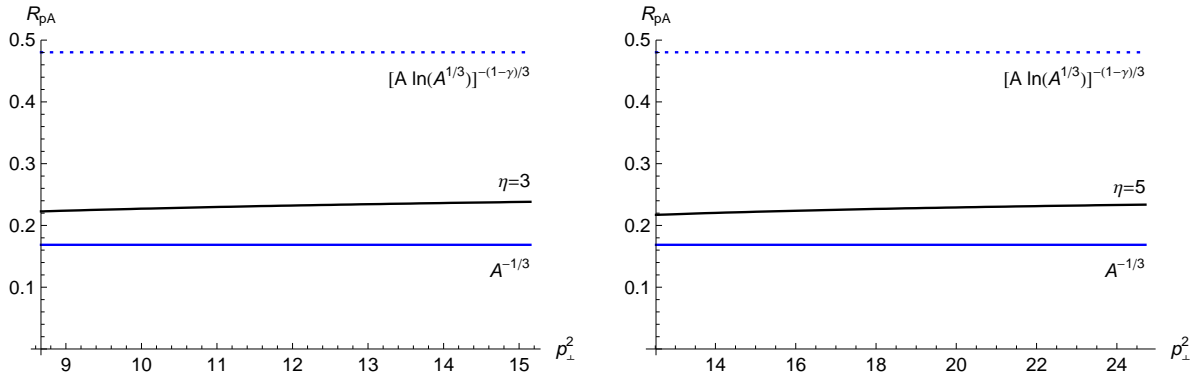 R_pA
0.5
[A ln(A^{1/3})]^{-(1-γ)/3}
0.4
0.3
η=3
0.2
A^{-1/3}
0.1
9 10 11 12 13 14 15 p_⊥^2
R_pA
0.5
[A ln(A^{1/3})]^{-(1-γ)/3}
0.4
0.3
η=5
0.2
A^{-1/3}
0.1
14 16 18 20 22 24 p_⊥^2